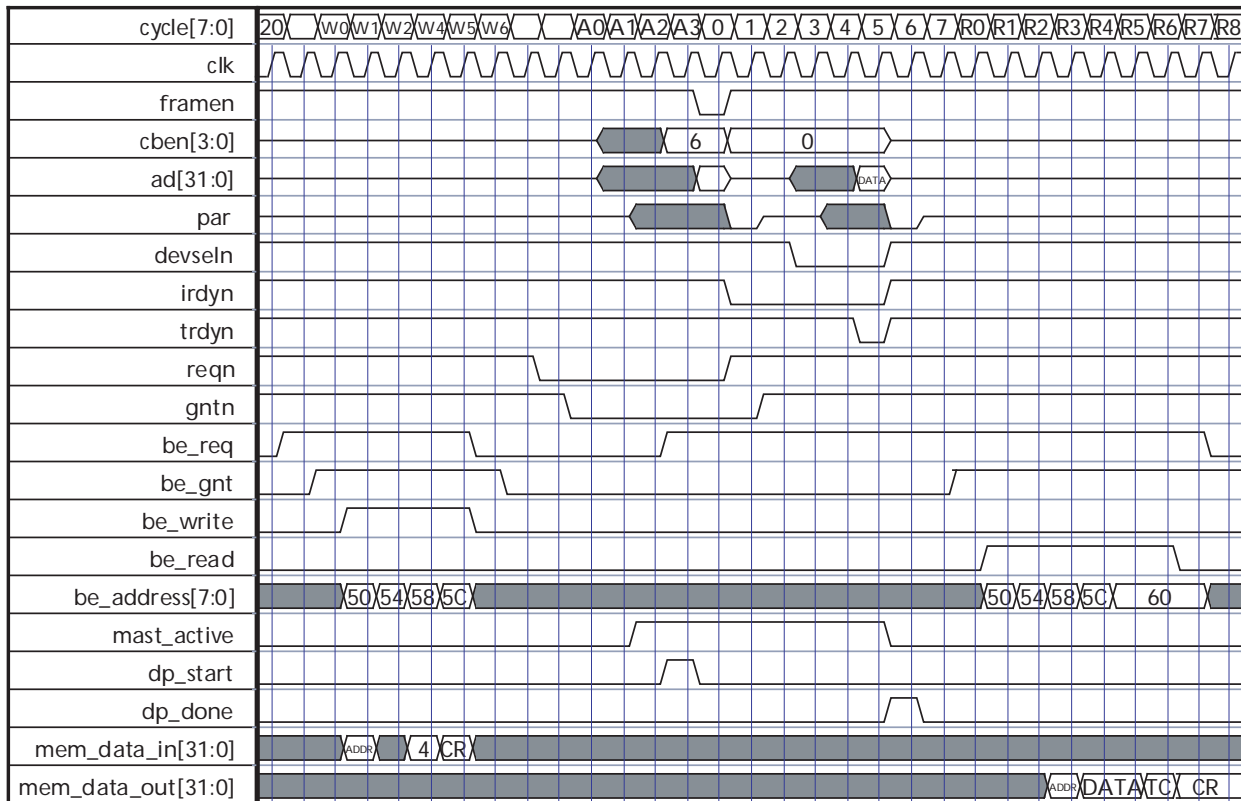 cycle[7:0] 20 W0 W1 W2 W4 W5 W6 A0 A1 A2 A3 0 1 2 3 4 5 6 7 R0 R1 R2 R3 R4 R5 R6 R7 R8
clk
framen
cben[3:0] 6 0
ad[31:0] DATA
par
devseln
irdyn
trdyn
reqn
gntn
be_req
be_gnt
be_write
be_read
be_address[7:0] 50 54 58 5C 50 54 58 5C 60
mast_active
dp_start
dp_done
mem_data_in[31:0] ADDR 4 CR
mem_data_out[31:0] ADDR DATA TC CR